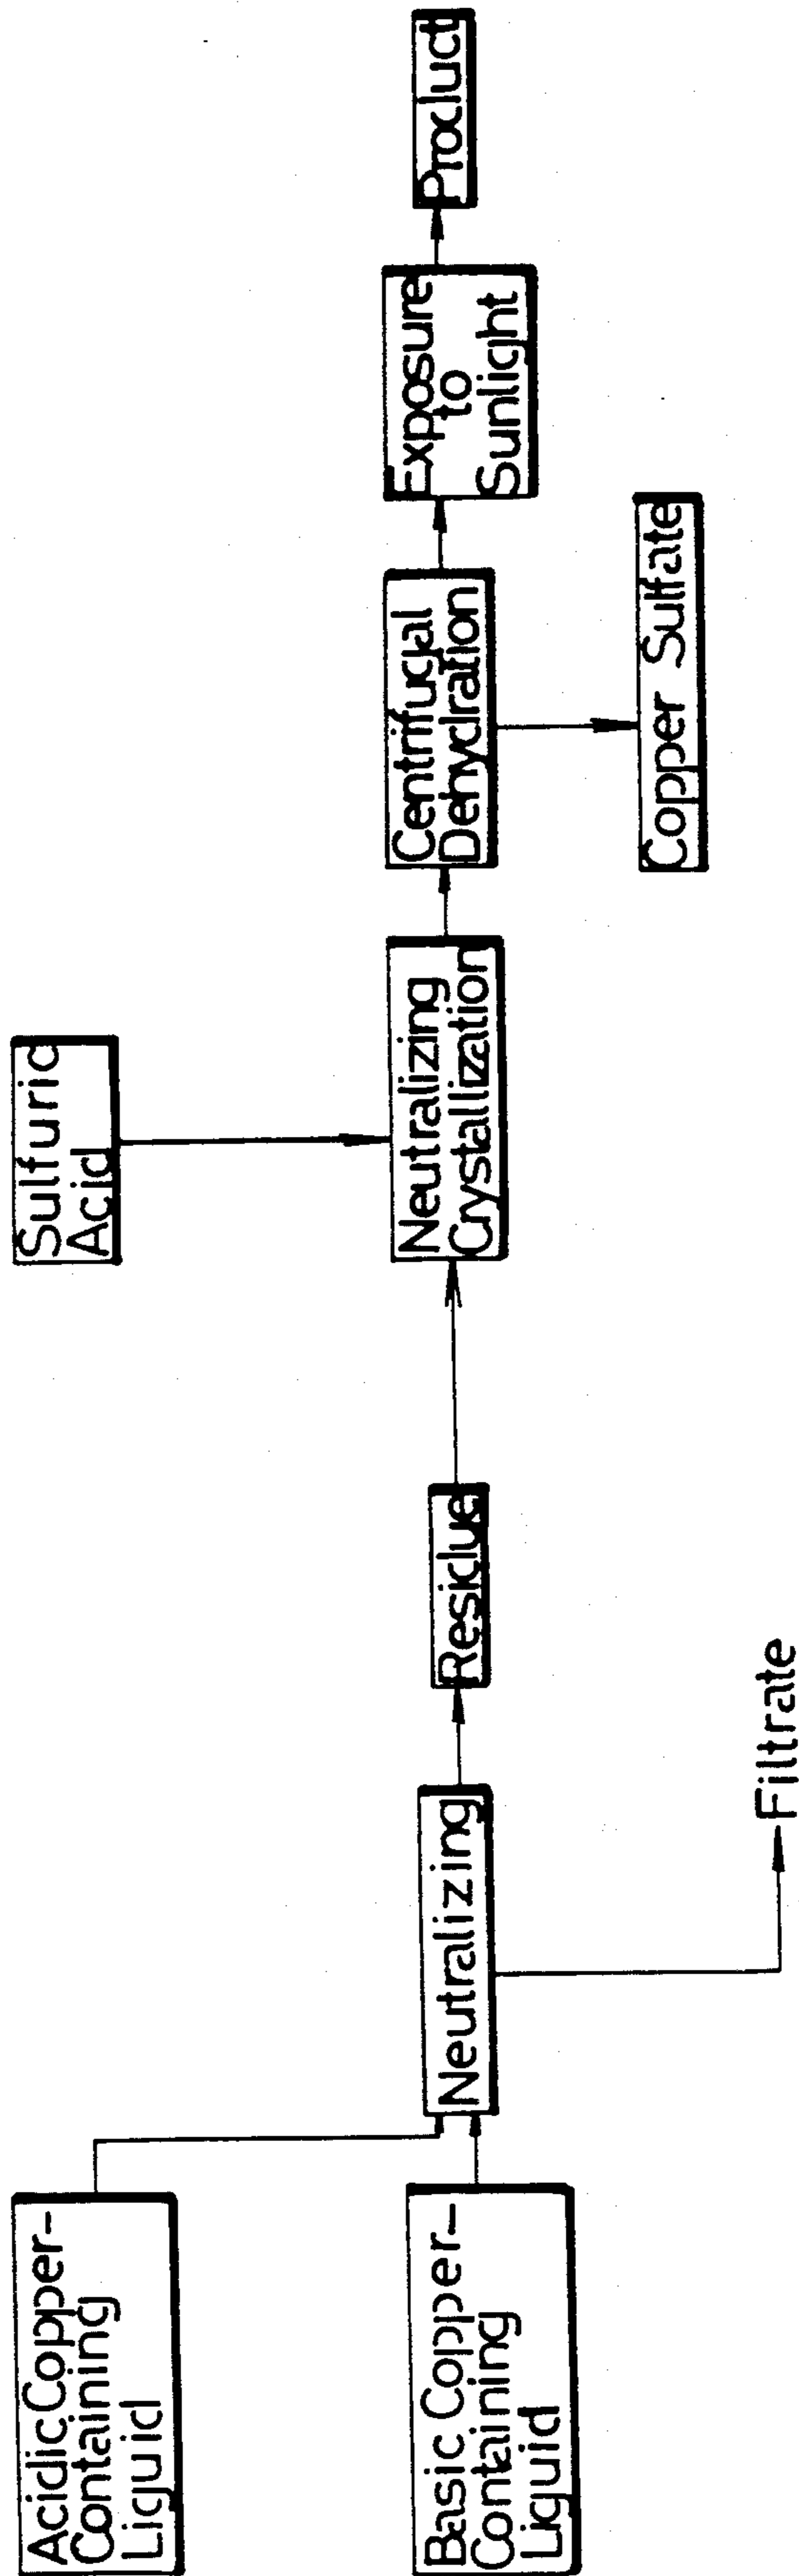 Acidic Copper-
Containing
Liquid
Basic Copper-
Containing
Liquid
Neutralizing
Filtrate
Residue
Sulfuric
Acid
Neutralizing
Crystallization
Centrifugal
Dehydration
Copper Sulfate
Exposure
to
Sunlight
Product